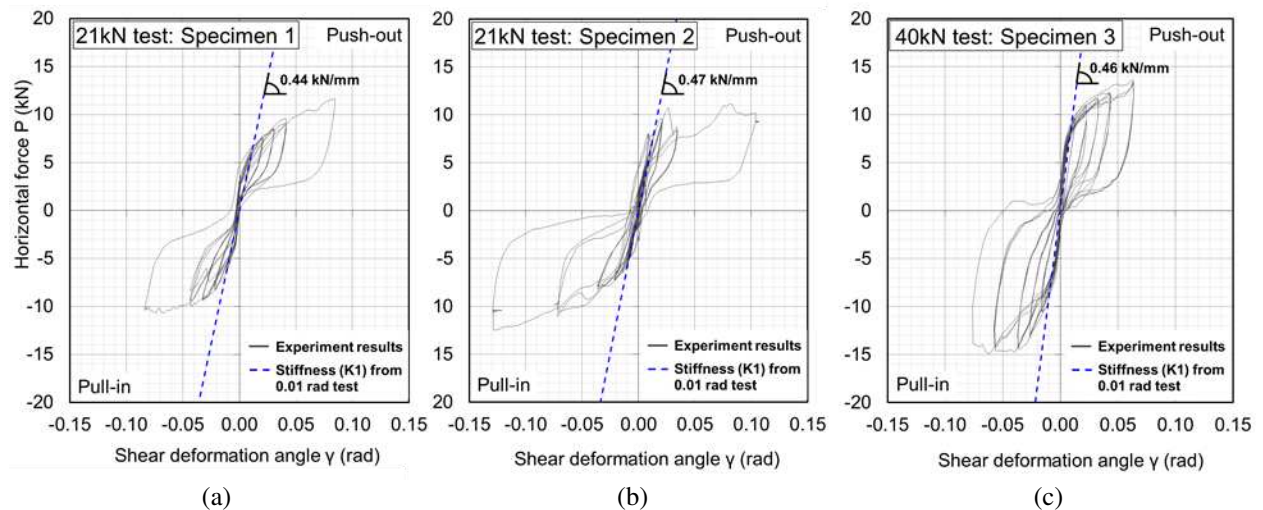 21kN test: Specimen 1
Push-out
0.44 kN/mm
Horizontal force P (kN)
20
15
10
5
0
-5
-10
-15
-20
Experiment results
Stiffness (K1) from
0.01 rad test
Pull-in
-0.15 -0.10 -0.05 0.00 0.05 0.10 0.15
Shear deformation angle γ (rad)
(a)
21kN test: Specimen 2
Push-out
0.47 kN/mm
20
15
10
5
0
-5
-10
-15
-20
Experiment results
Stiffness (K1) from
0.01 rad test
Pull-in
-0.15 -0.10 -0.05 0.00 0.05 0.10 0.15
Shear deformation angle γ (rad)
(b)
40kN test: Specimen 3
Push-out
0.46 kN/mm
20
15
10
5
0
-5
-10
-15
-20
Experiment results
Stiffness (K1) from
0.01 rad test
Pull-in
-0.15 -0.10 -0.05 0.00 0.05 0.10 0.15
Shear deformation angle γ (rad)
(c)